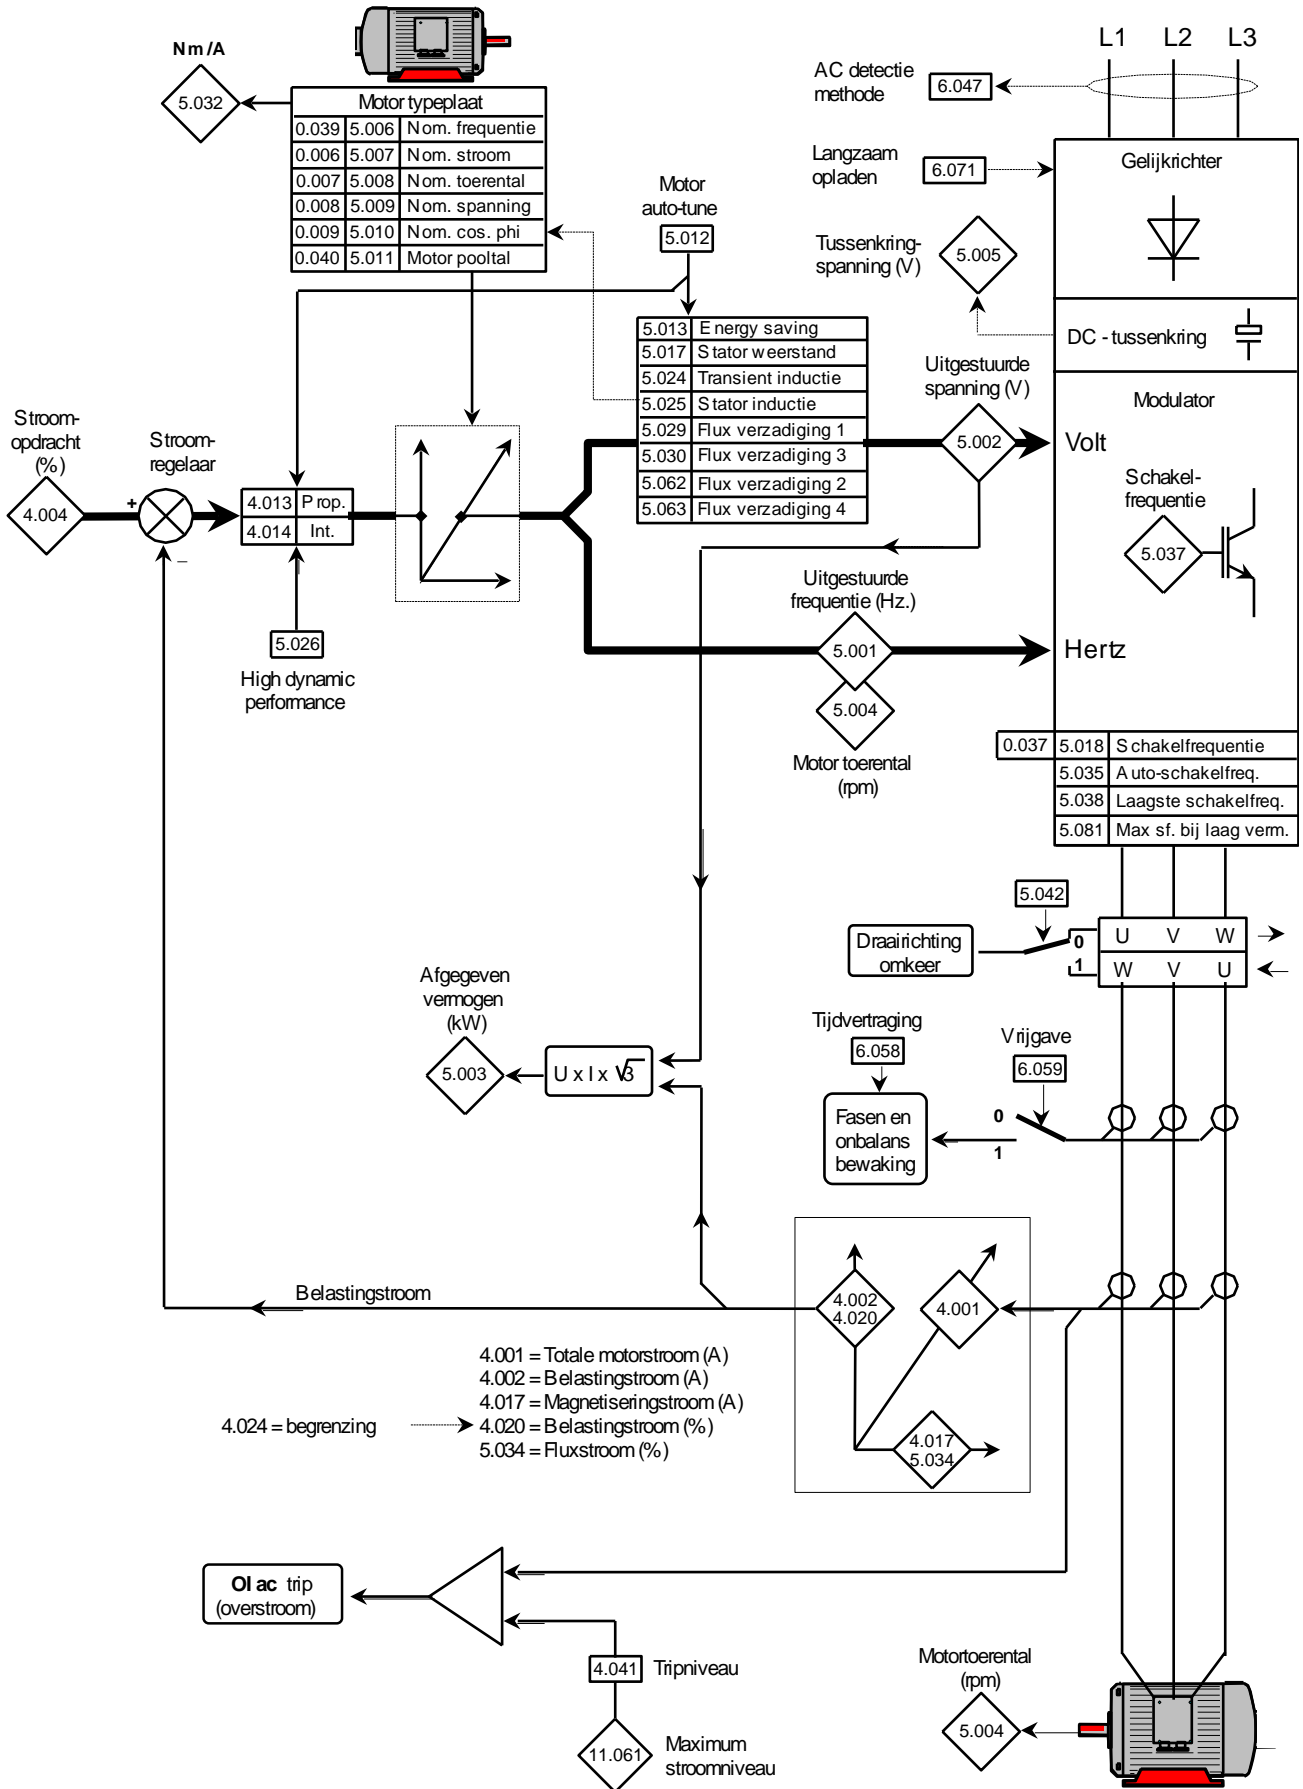 Nm/A
5.032
Motor typeplaat
0.039 5.006 Nom. frequentie
0.006 5.007 Nom. stroom
0.007 5.008 Nom. toerental
0.008 5.009 Nom. spanning
0.009 5.010 Nom. cos. phi
0.040 5.011 Motor pooltal
L1 L2 L3
AC detectie
methode
6.047
Langzaam
opladen
6.071
Gelijkrichter
Motor
auto-tune
5.012
Tussenkring-
spanning (V)
5.005
DC - tussenkring
5.013 Energy saving
5.017 Stator weerstand
5.024 Transient inductie
5.025 Stator inductie
5.029 Flux verzadiging 1
5.030 Flux verzadiging 3
5.062 Flux verzadiging 2
5.063 Flux verzadiging 4
Uitgestuurde
spanning (V)
5.002
Modulator
Volt
Schakel-
frequentie
5.037
Stroom-
opdracht
(%)
4.004
Stroom-
regelaar
+
_
4.013 Prop.
4.014 Int.
5.026
High dynamic
performance
Uitgestuurde
frequentie (Hz.)
5.001
Hertz
5.004
Motor toerental
(rpm)
0.037 5.018 Schakelfrequentie
5.035 Auto-schakelfreq.
5.038 Laagste schakelfreq.
5.081 Max sf. bij laag verm.
5.042
Draairichting
omkeer
0
1
U V W
W V U
Afgegeven
vermogen
(kW)
5.003
U x I x √3
Tijdvertraging
6.058
Vrijgave
6.059
Fasen en
onbalans
bewaking
0
1
Belastingstroom
4.002
4.020
4.001
4.017
5.034
4.001 = Totale motorstroom (A)
4.002 = Belastingstroom (A)
4.017 = Magnetiseringstroom (A)
4.024 = begrenzing
4.020 = Belastingstroom (%)
5.034 = Fluxstroom (%)
OI ac trip
(overstroom)
4.041
Tripniveau
11.061
Maximum
stroomniveau
Motortoerental
(rpm)
5.004